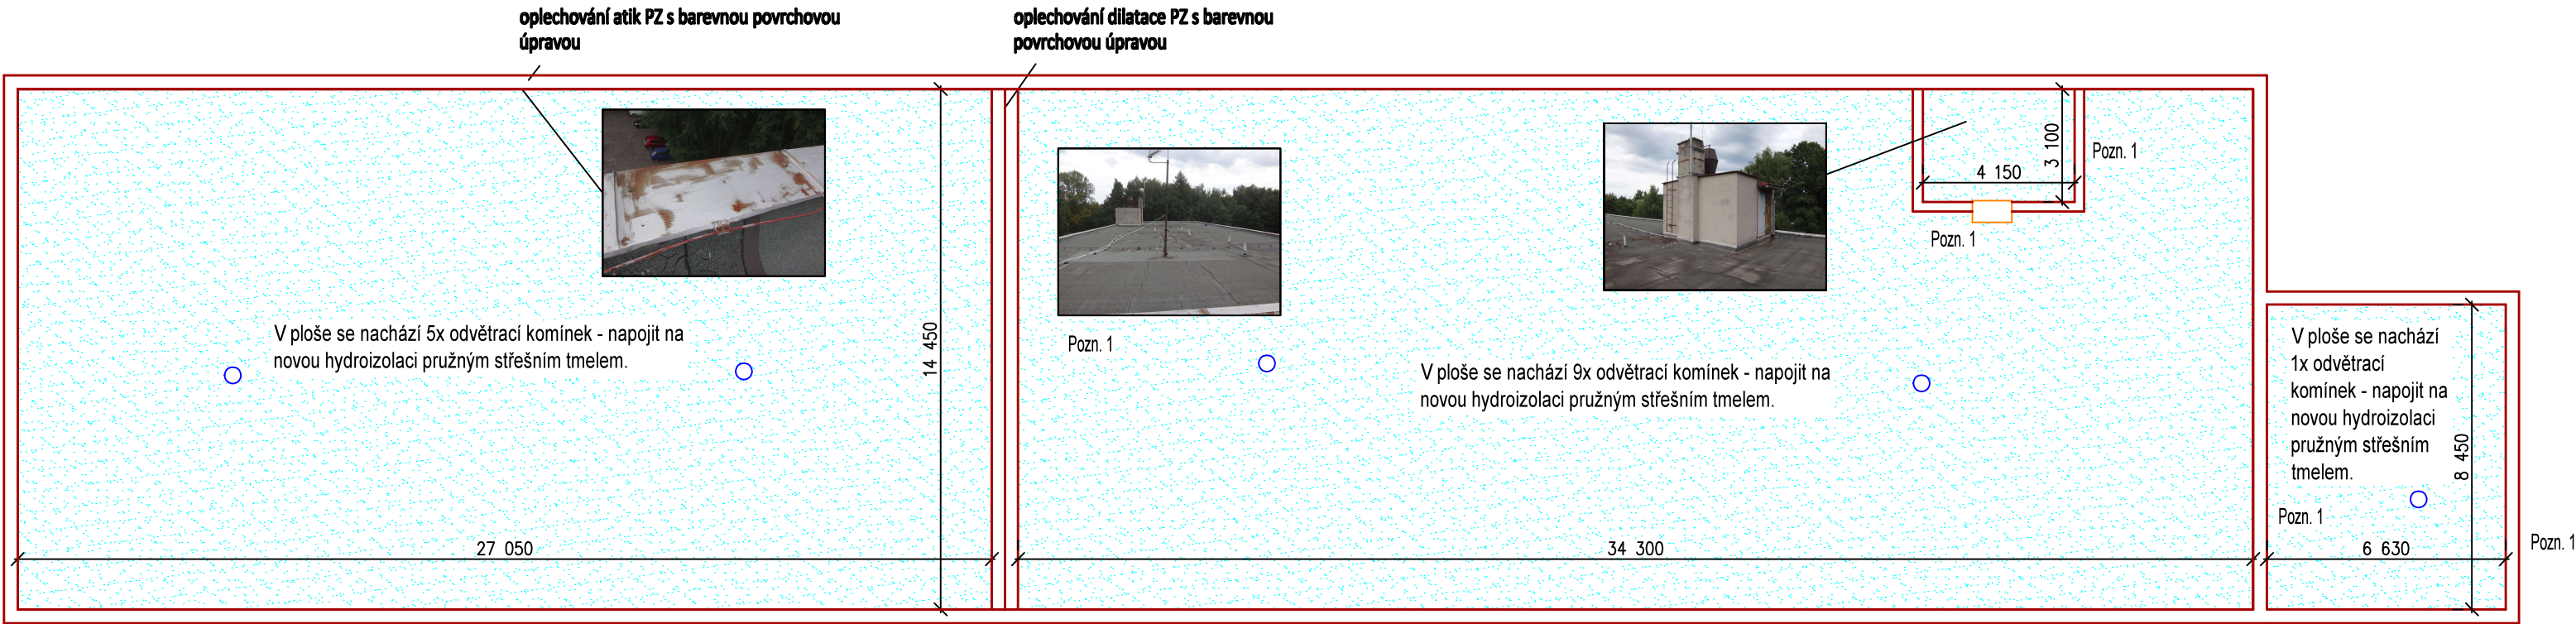 oplechování atik PZ s barevnou povrchovou
úpravou
oplechování dilatace PZ s barevnou
povrchovou úpravou
3 100
4 150
Pozn. 1
Pozn. 1
V ploše se nachází 5x odvětrací komínek - napojit na
novou hydroizolaci pružným střešním tmelem.
14 450
Pozn. 1
V ploše se nachází 9x odvětrací komínek - napojit na
novou hydroizolaci pružným střešním tmelem.
V ploše se nachází
1x odvětrací
komínek - napojit na
novou hydroizolaci
pružným střešním
tmelem.
8 450
Pozn. 1
Pozn. 1
27 050
34 300
6 630